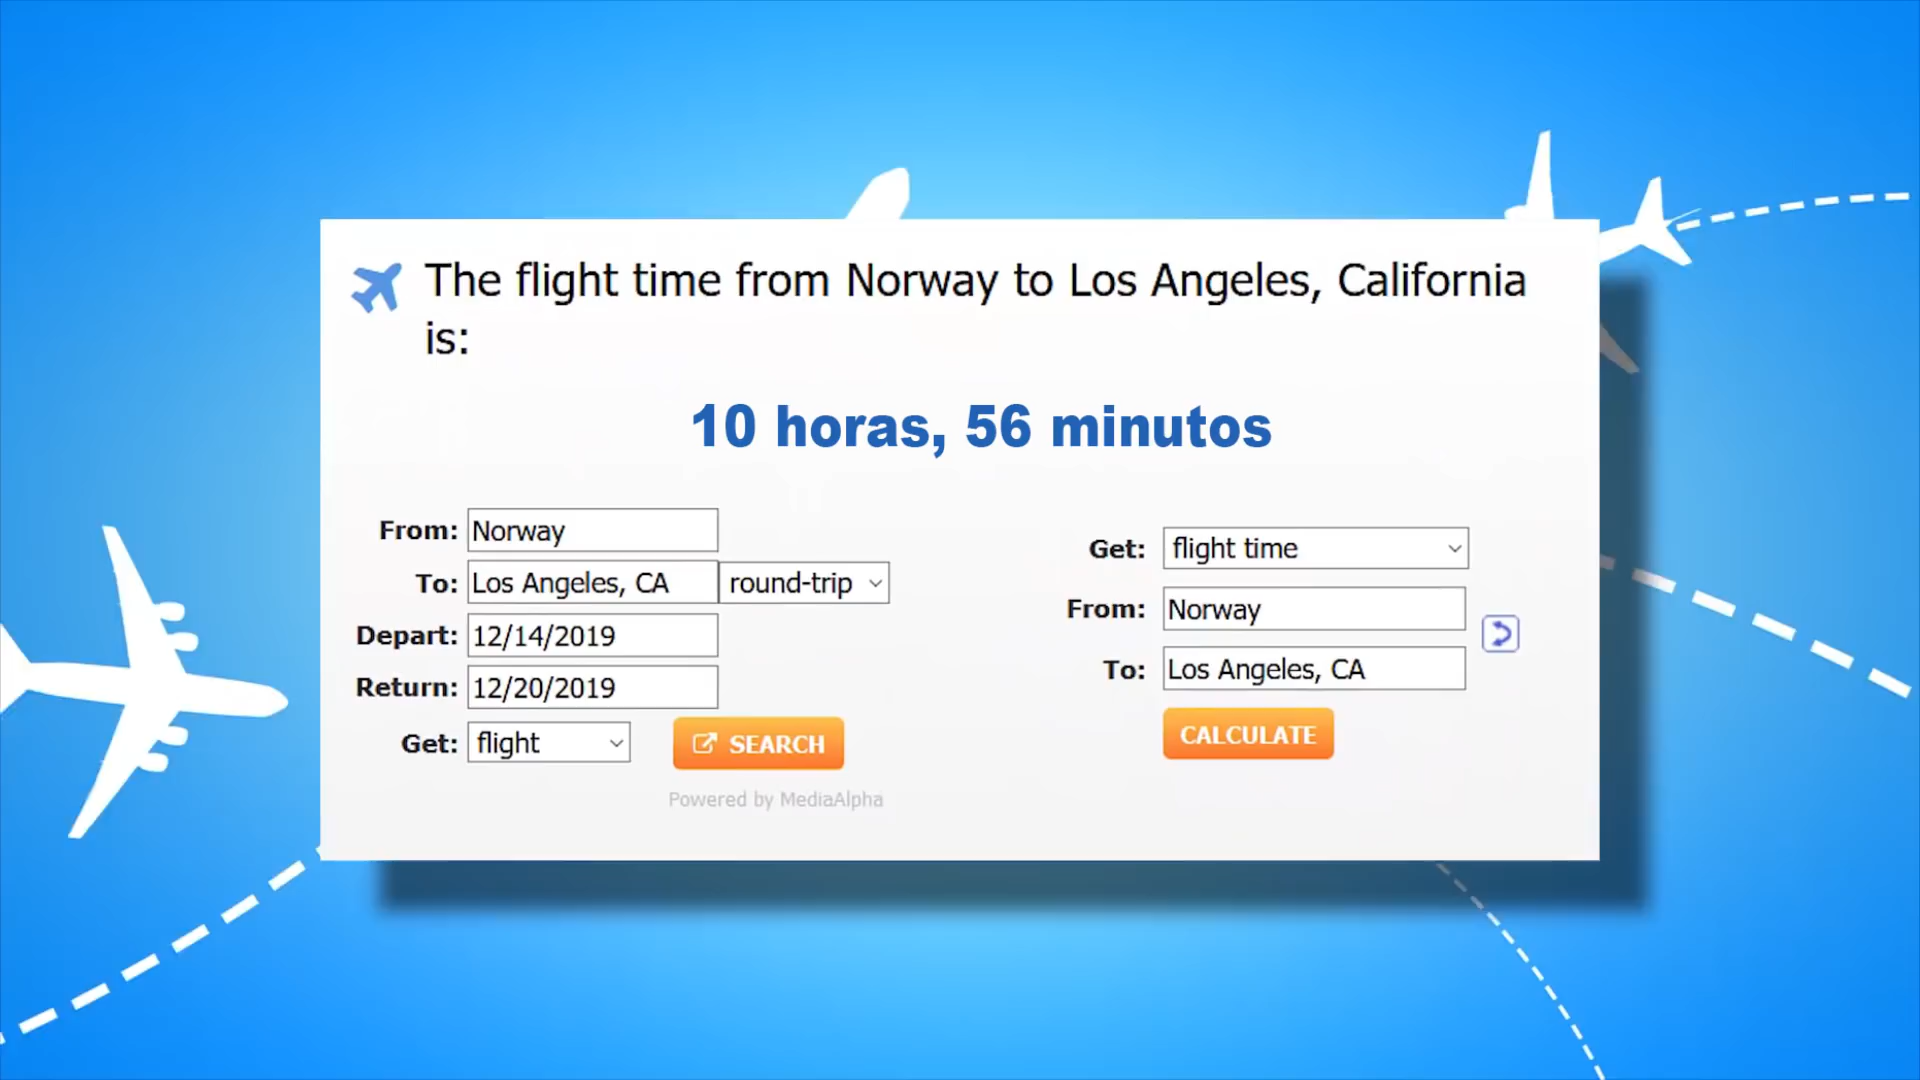 The flight time from Norway to Los Angeles, California
is:
10 horas, 56 minutos
From: Norway
To: Los Angeles, CA round-trip
Depart: 12/14/2019
Return: 12/20/2019
Get: flight
SEARCH
Powered by MediaAlpha
Get: flight time
From: Norway
To: Los Angeles, CA
CALCULATE